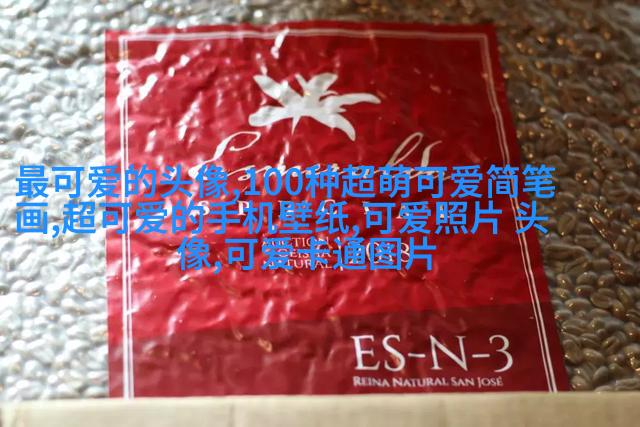 最可爱的头像,100种超萌可爱简笔
画,超可爱的手机壁纸,可爱照片 头
像,可爱卡通图片
ES-N-3
REINA NATURAL SAN JOSÉ